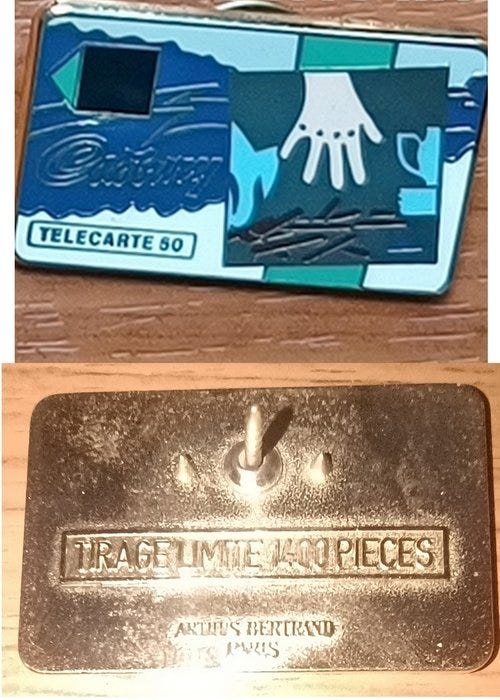 Cadbury
TELECARTE 50
TIRAGE LIMITE 1400 PIECES
ARTHUS BERTRAND
PARIS